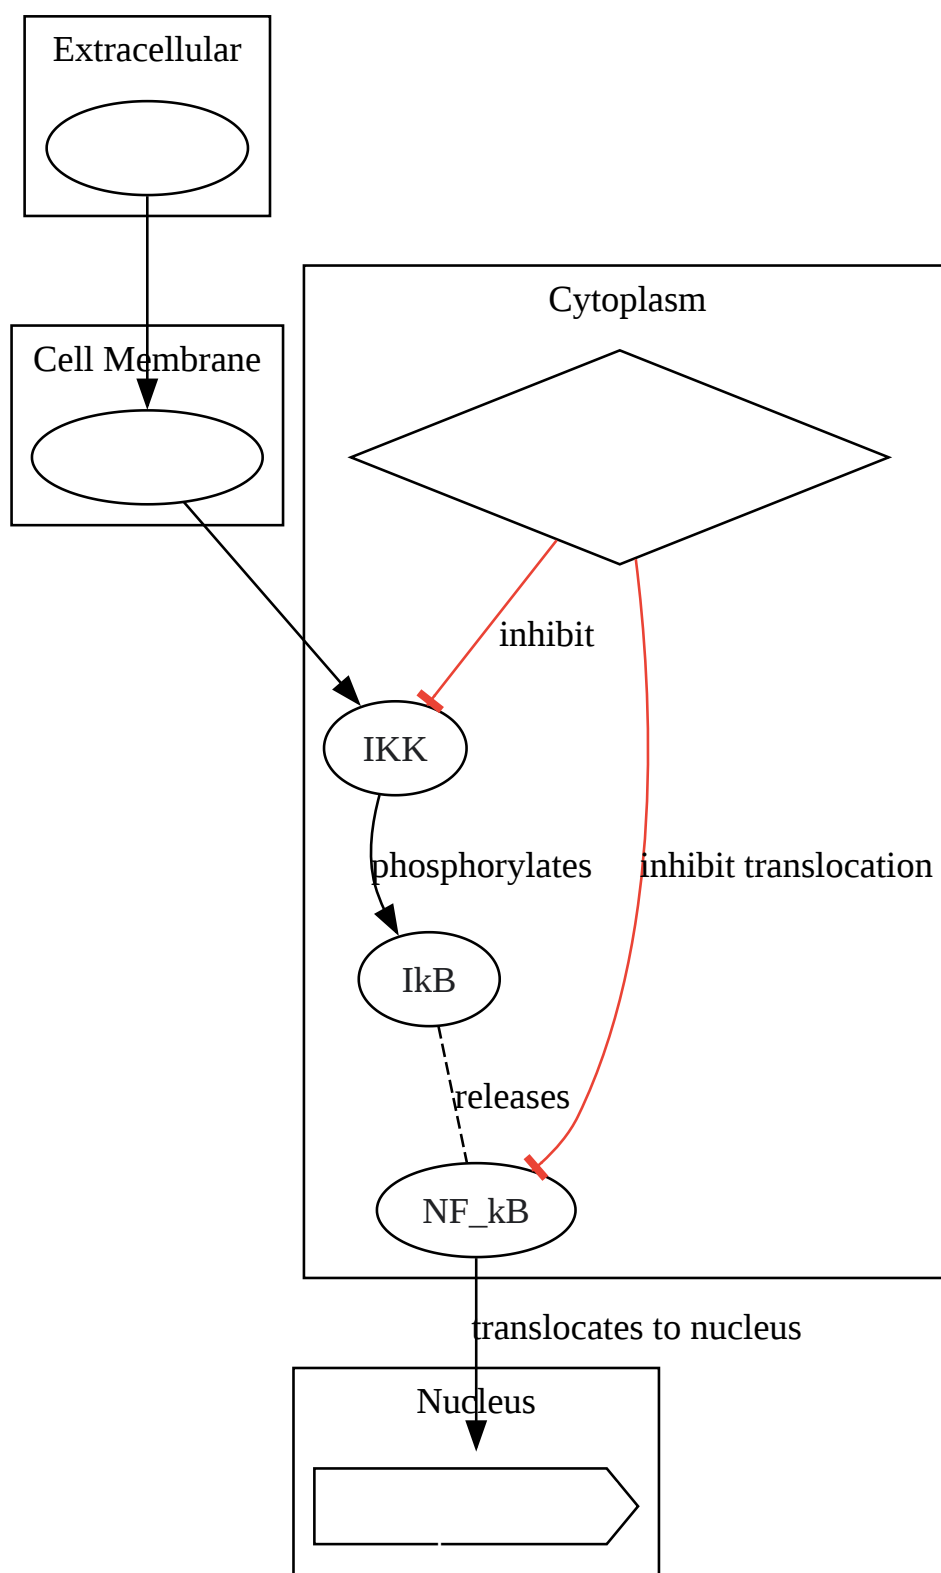 Extracellular
Cytoplasm
Cell Membrane
inhibit
IKK
phosphorylates
inhibit translocation
IkB
releases
NF_kB
translocates to nucleus
Nucleus